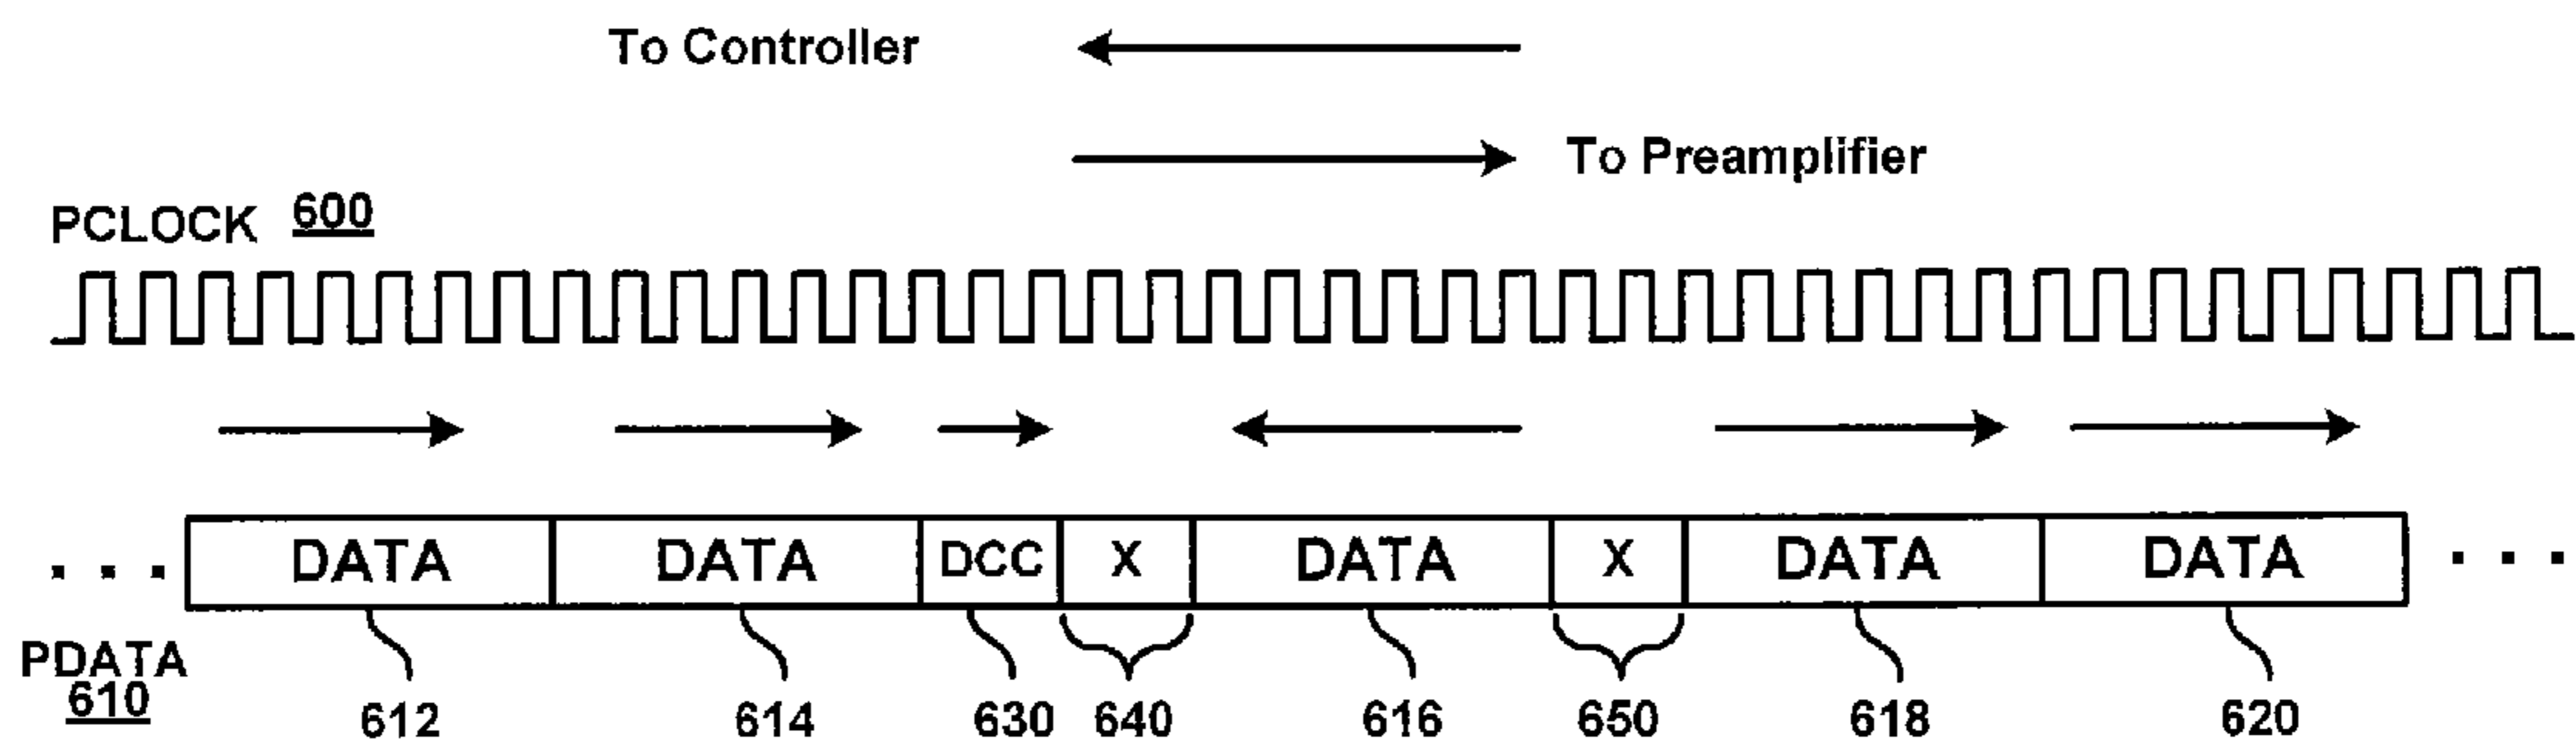 To Controller
To Preamplifier
PCLOCK 600
. . . DATA DATA DCC X DATA X DATA DATA . . .
PDATA
610
612 614 630 640 616 650 618 620